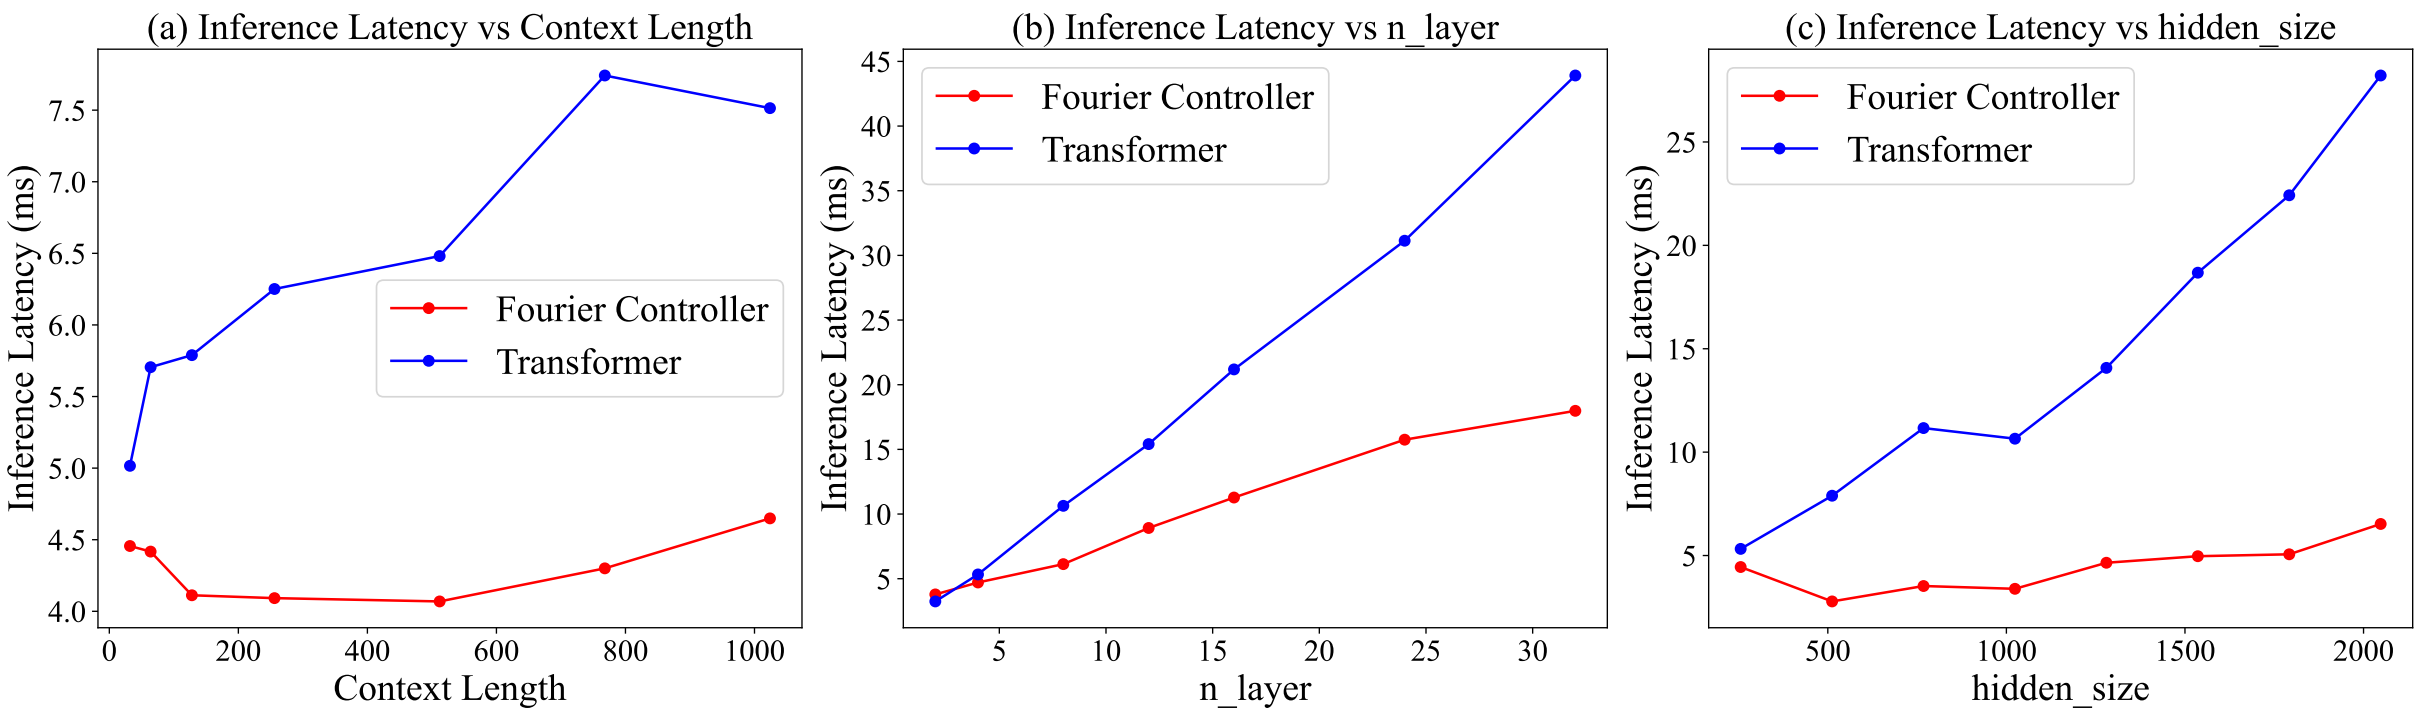 (a) Inference Latency vs Context Length
Inference Latency (ms)
7.5
7.0
6.5
6.0
5.5
5.0
4.5
4.0
Fourier Controller
Transformer
0 200 400 600 800 1000
Context Length
(b) Inference Latency vs n_layer
Inference Latency (ms)
45
40
35
30
25
20
15
10
5
Fourier Controller
Transformer
5 10 15 20 25 30
n_layer
(c) Inference Latency vs hidden_size
Inference Latency (ms)
25
20
15
10
5
Fourier Controller
Transformer
500 1000 1500 2000
hidden_size